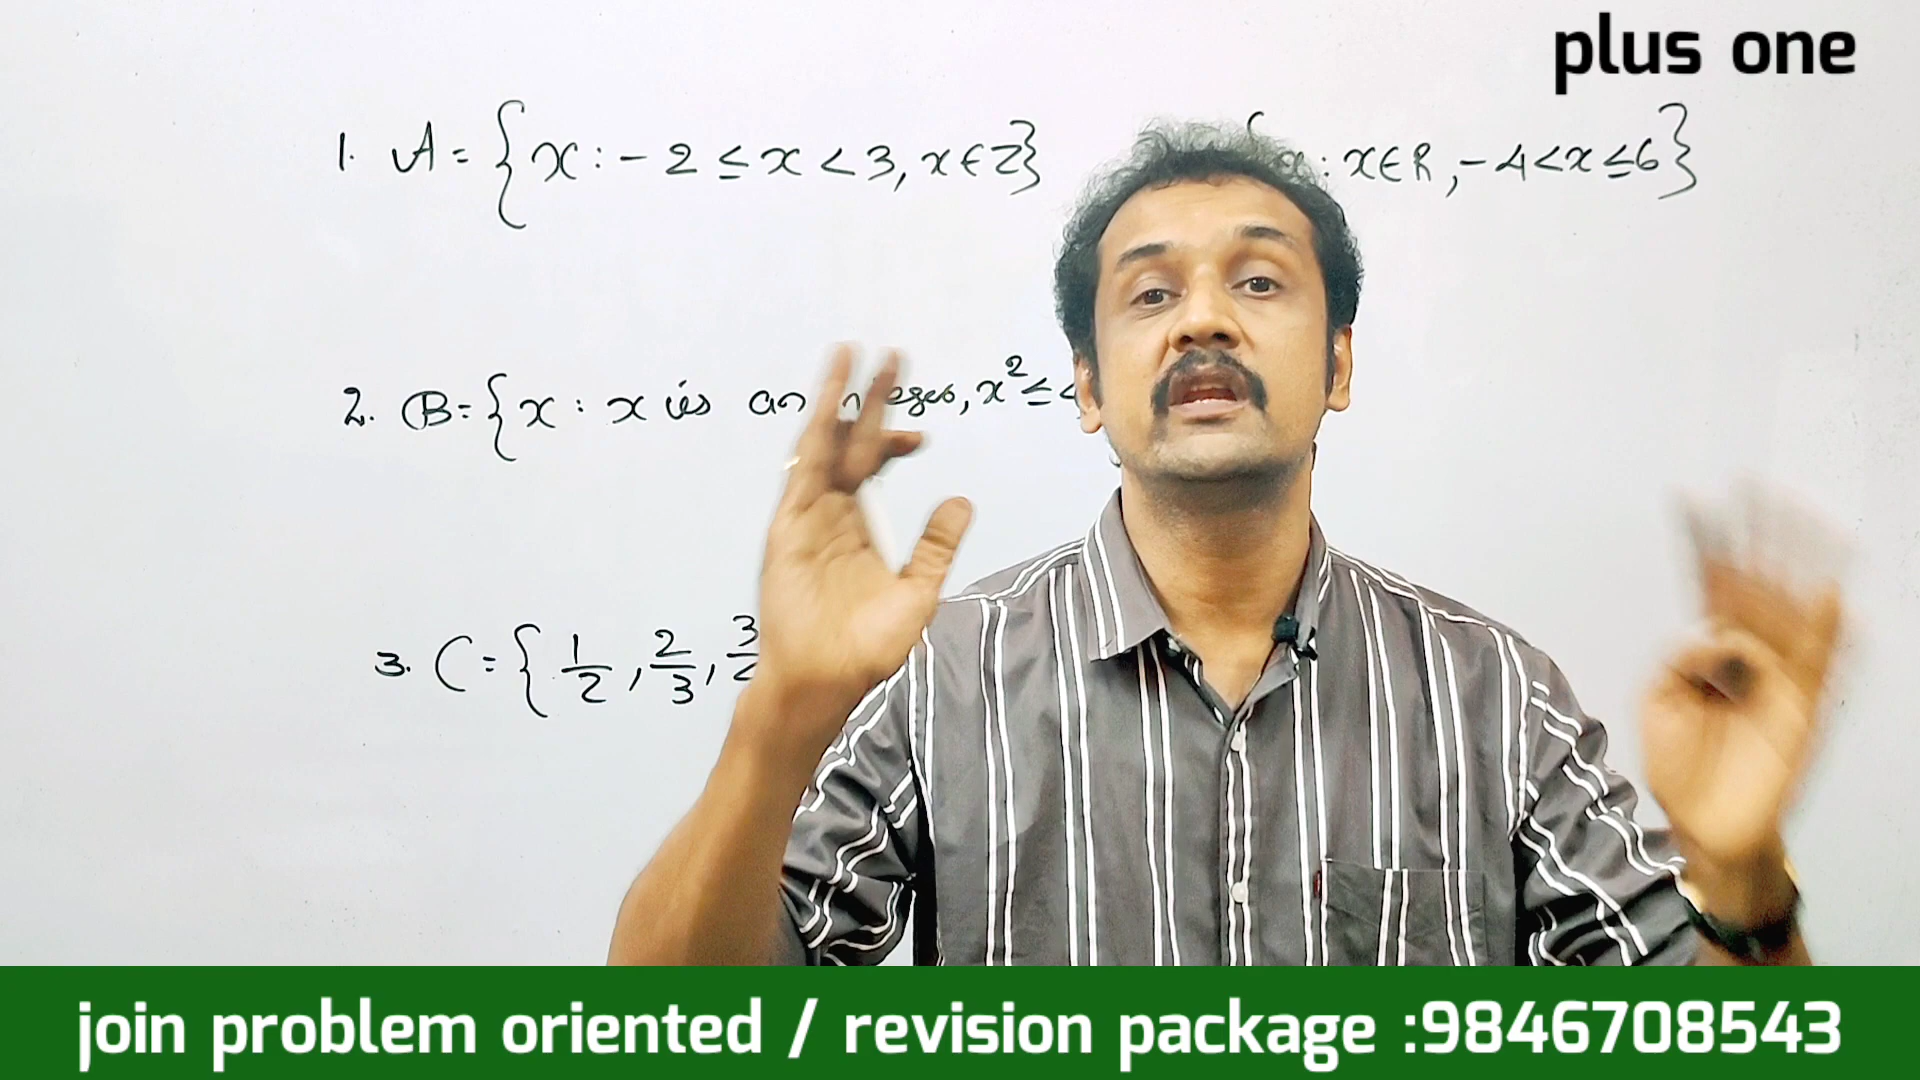 plus one
1. A = {x : -2 ≤ x < 3, x ∈ Z}
: x ∈ R, -4 < x ≤ 6}
2. B = {x : x is an x² ≤
3. C = { 1/2 , 2/3 ,
join problem oriented / revision package :9846708543